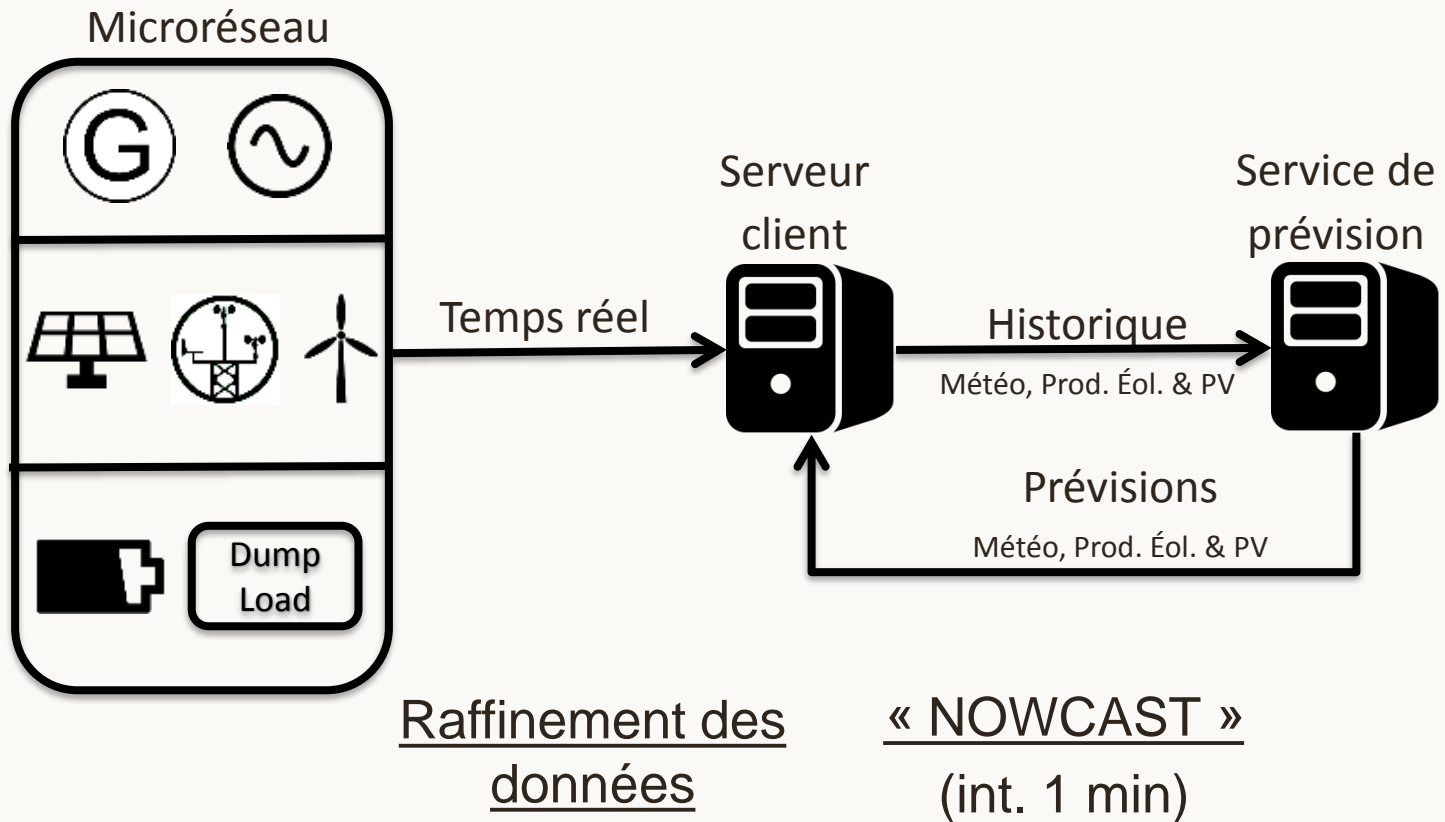 Microréseau
G
Serveur
client
Service de
prévision
Temps réel
Historique
Météo, Prod. Éol. & PV
Prévisions
Météo, Prod. Éol. & PV
Dump
Load
Raffinement des
données
« NOWCAST »
(int. 1 min)